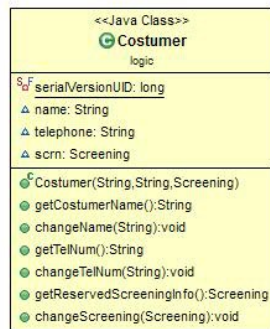 <<Java Class>>
Costumer
logic
serialVersionUID: long
name: String
telephone: String
scrn: Screening
Costumer(String,String,Screening)
getCostumerName():String
changeName(String):void
getTelNum():String
changeTelNum(String):void
getReservedScreeningInfo():Screening
changeScreening(Screening):void